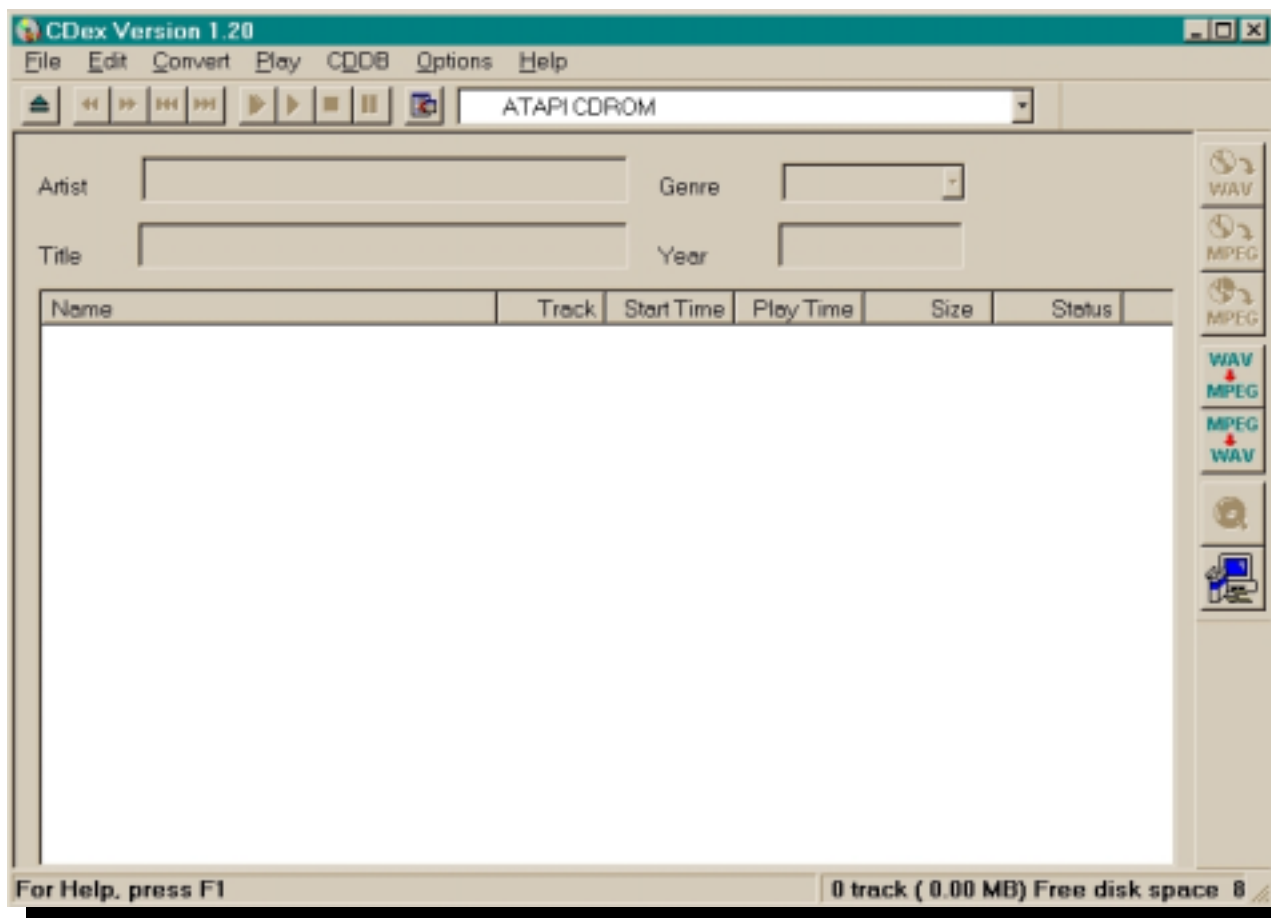 CDex Version 1.20
File Edit Convert Play CDDB Options Help
ATAPI CDROM
Artist
Genre
Title
Year
Name Track Start Time Play Time Size Status
WAV
MPEG
MPEG
WAV
MPEG
MPEG
WAV
For Help, press F1
0 track ( 0.00 MB) Free disk space 8